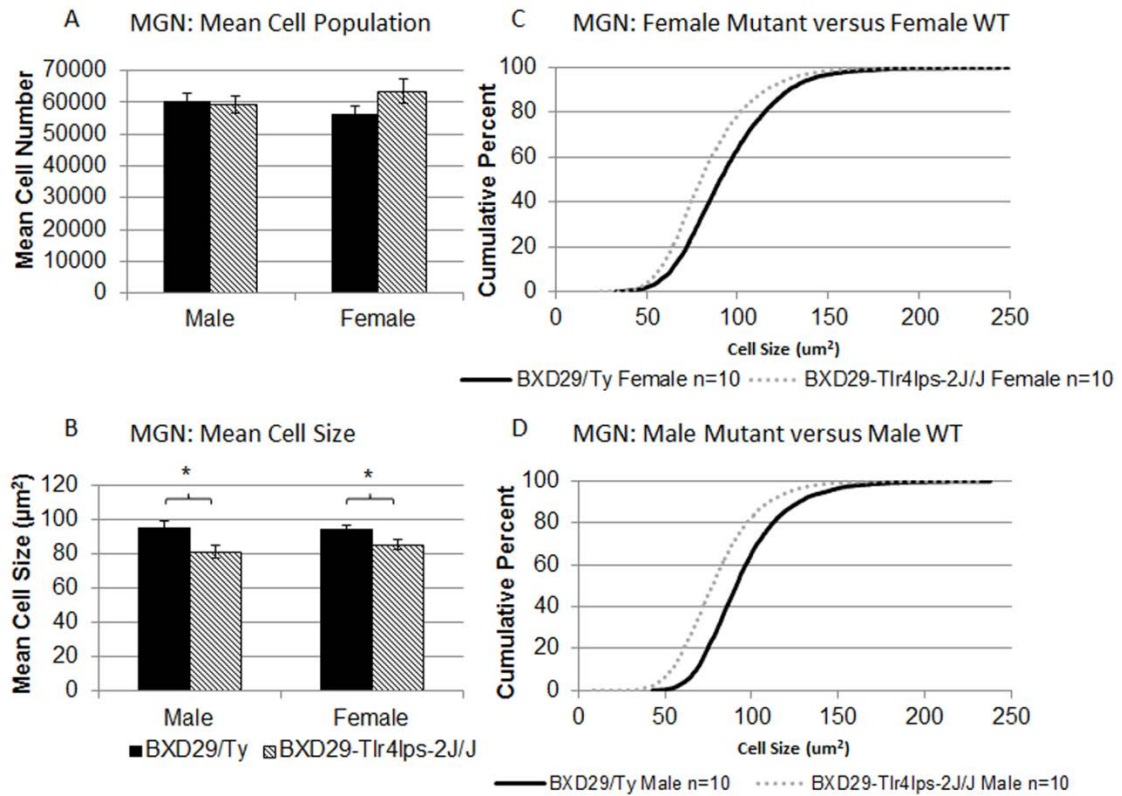 A MGN: Mean Cell Population
Mean Cell Number
70000
60000
50000
40000
30000
20000
10000
0
Male Female
B MGN: Mean Cell Size
Mean Cell Size (µm²)
120
100
80
60
40
20
0
* *
Male Female
BXD29/Ty BXD29-Tlr4lps-2J/J
C MGN: Female Mutant versus Female WT
Cumulative Percent
100
80
60
40
20
0
0 50 100 150 200 250
Cell Size (um²)
BXD29/Ty Female n=10 BXD29-Tlr4lps-2J/J Female n=10
D MGN: Male Mutant versus Male WT
Cumulative Percent
100
80
60
40
20
0
0 50 100 150 200 250
Cell Size (um²)
BXD29/Ty Male n=10 BXD29-Tlr4lps-2J/J Male n=10